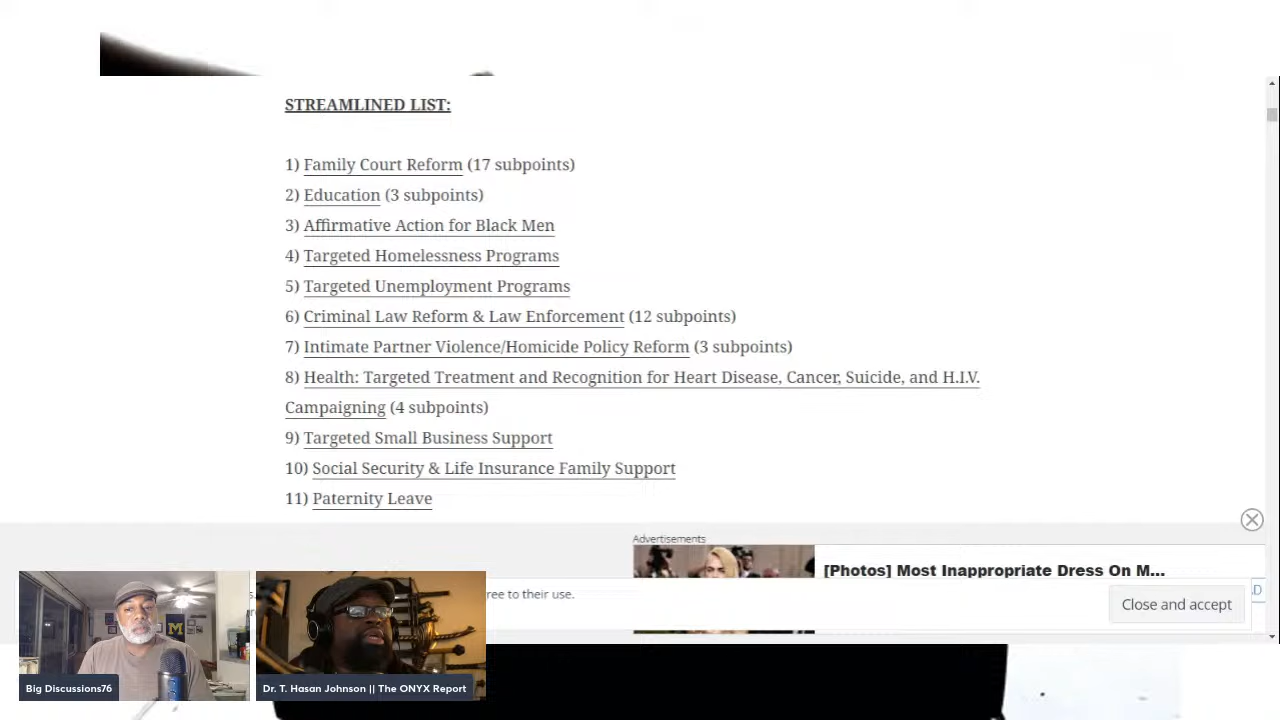 STREAMLINED LIST:
1) Family Court Reform (17 subpoints)
2) Education (3 subpoints)
3) Affirmative Action for Black Men
4) Targeted Homelessness Programs
5) Targeted Unemployment Programs
6) Criminal Law Reform & Law Enforcement (12 subpoints)
7) Intimate Partner Violence/Homicide Policy Reform (3 subpoints)
8) Health: Targeted Treatment and Recognition for Heart Disease, Cancer, Suicide, and H.I.V.
Campaigning (4 subpoints)
9) Targeted Small Business Support
10) Social Security & Life Insurance Family Support
11) Paternity Leave
Advertisements
[Photos] Most Inappropriate Dress On M...
ree to their use.
Close and accept
M
Big Discussions76
Dr. T. Hasan Johnson || The ONYX Report